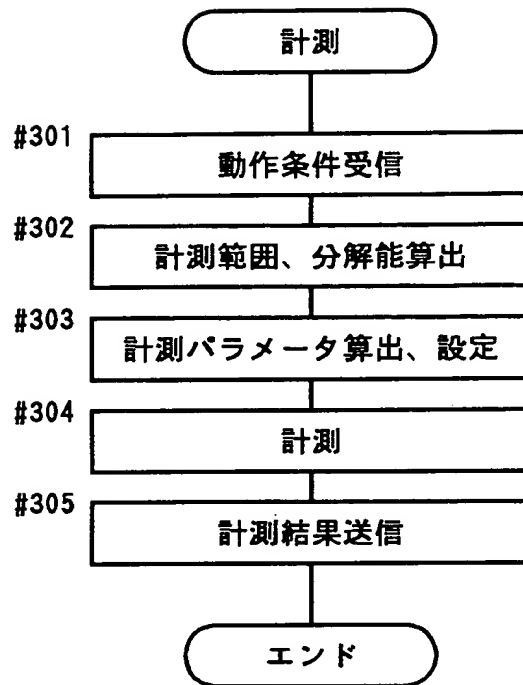 計測
#301
動作条件受信
#302
計測範囲、分解能算出
#303
計測パラメータ算出、設定
#304
計測
#305
計測結果送信
エンド